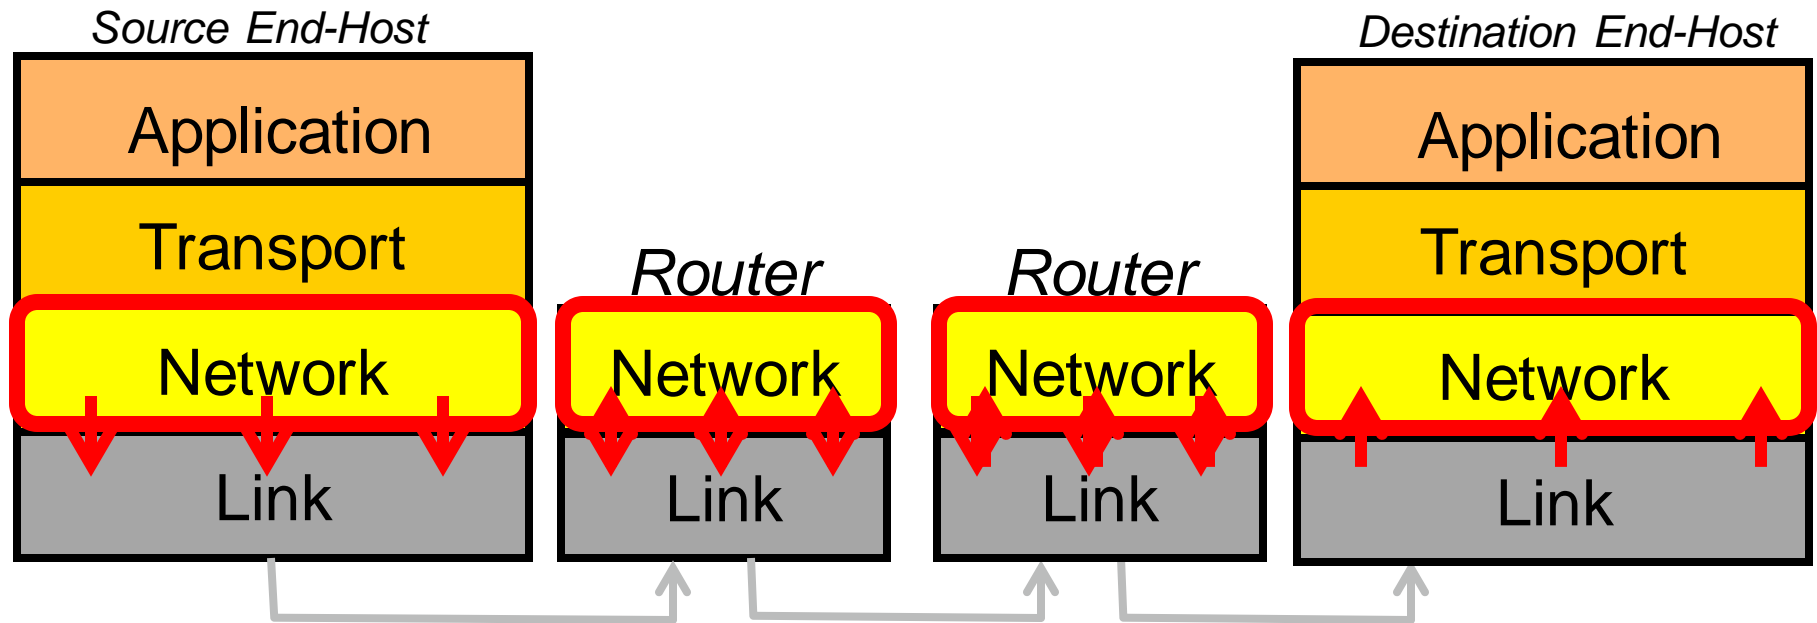 Source End-Host
Application
Transport
Network
Link
Router
Network
Link
Router
Network
Link
Destination End-Host
Application
Transport
Network
Link